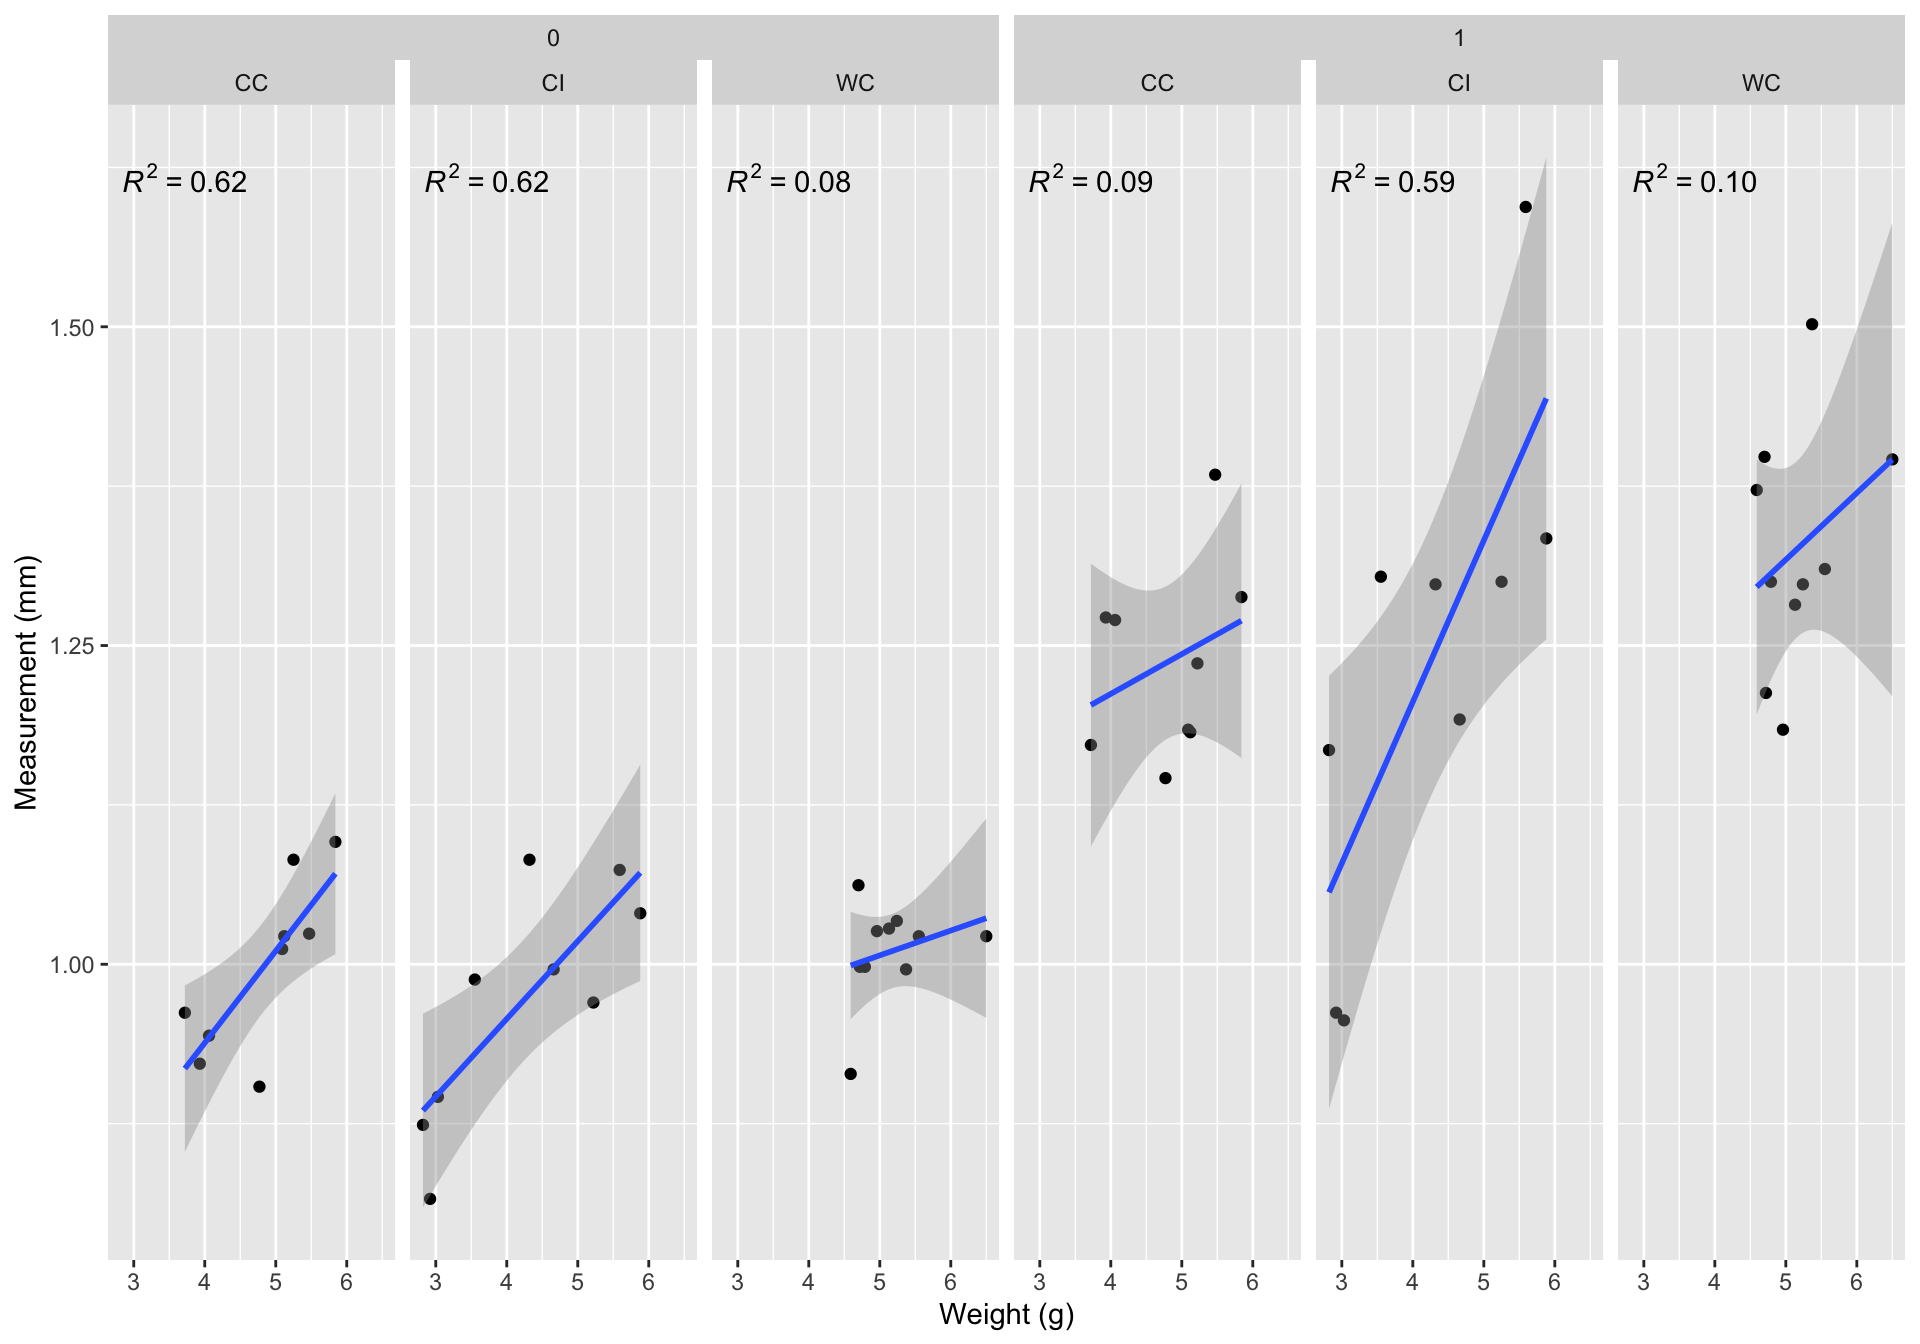 0 1
CC CI WC CC CI WC
R² = 0.62 R² = 0.62 R² = 0.08 R² = 0.09 R² = 0.59 R² = 0.10
1.50
1.25
1.00
Measurement (mm)
3 4 5 6 3 4 5 6 3 4 5 6 3 4 5 6 3 4 5 6 3 4 5 6
Weight (g)